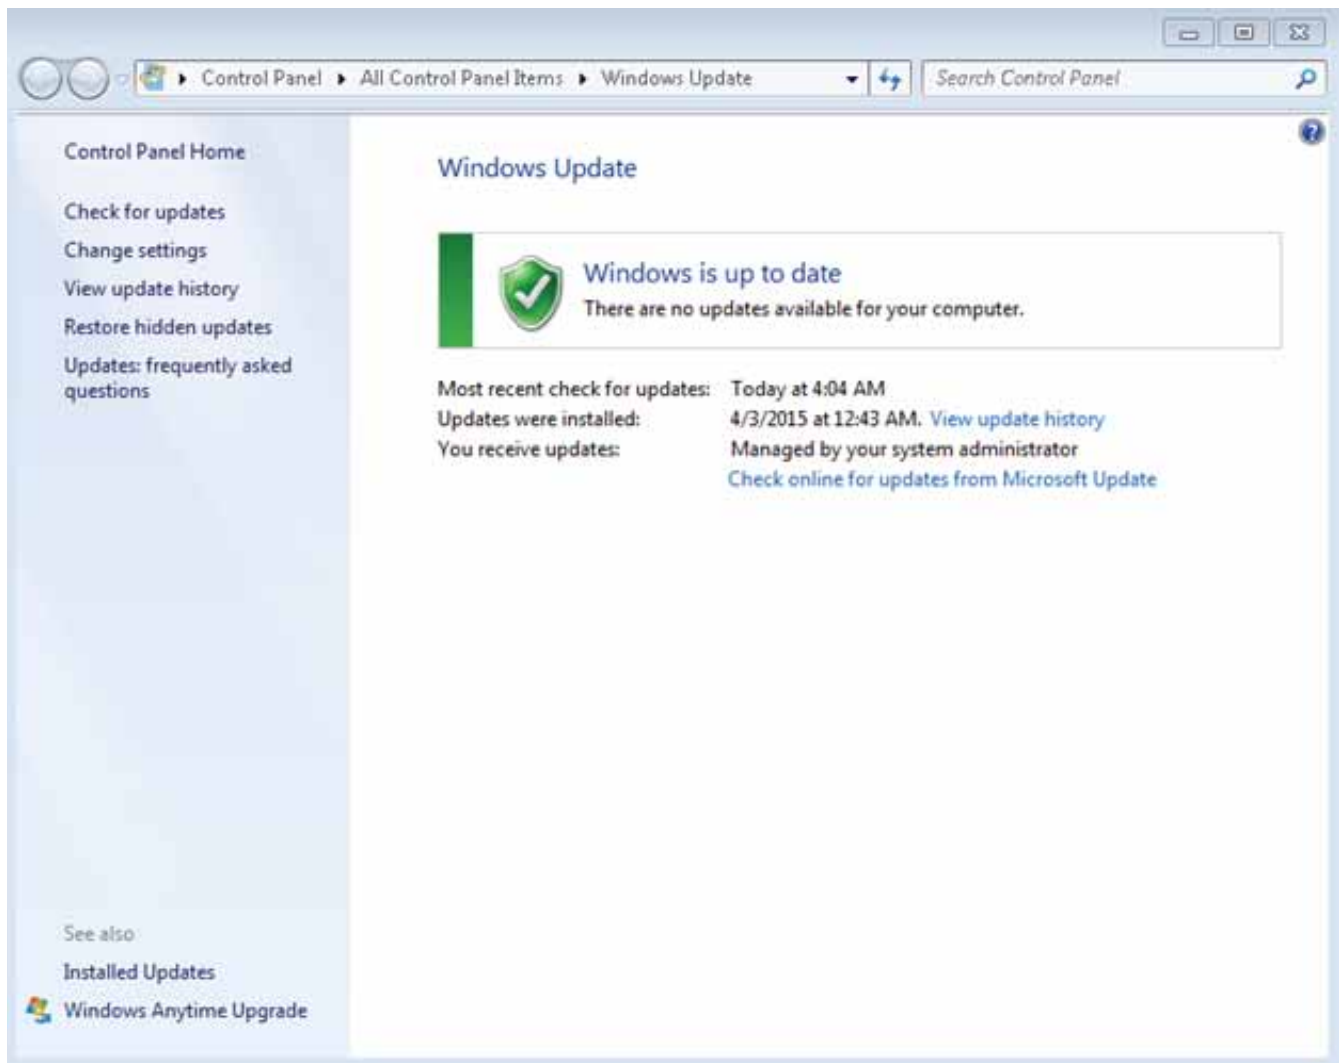 Control Panel ▸ All Control Panel Items ▸ Windows Update
Search Control Panel
Control Panel Home
Check for updates
Change settings
View update history
Restore hidden updates
Updates: frequently asked
questions
Windows Update
Windows is up to date
There are no updates available for your computer.
Most recent check for updates: Today at 4:04 AM
Updates were installed: 4/3/2015 at 12:43 AM. View update history
You receive updates: Managed by your system administrator
Check online for updates from Microsoft Update
See also
Installed Updates
Windows Anytime Upgrade